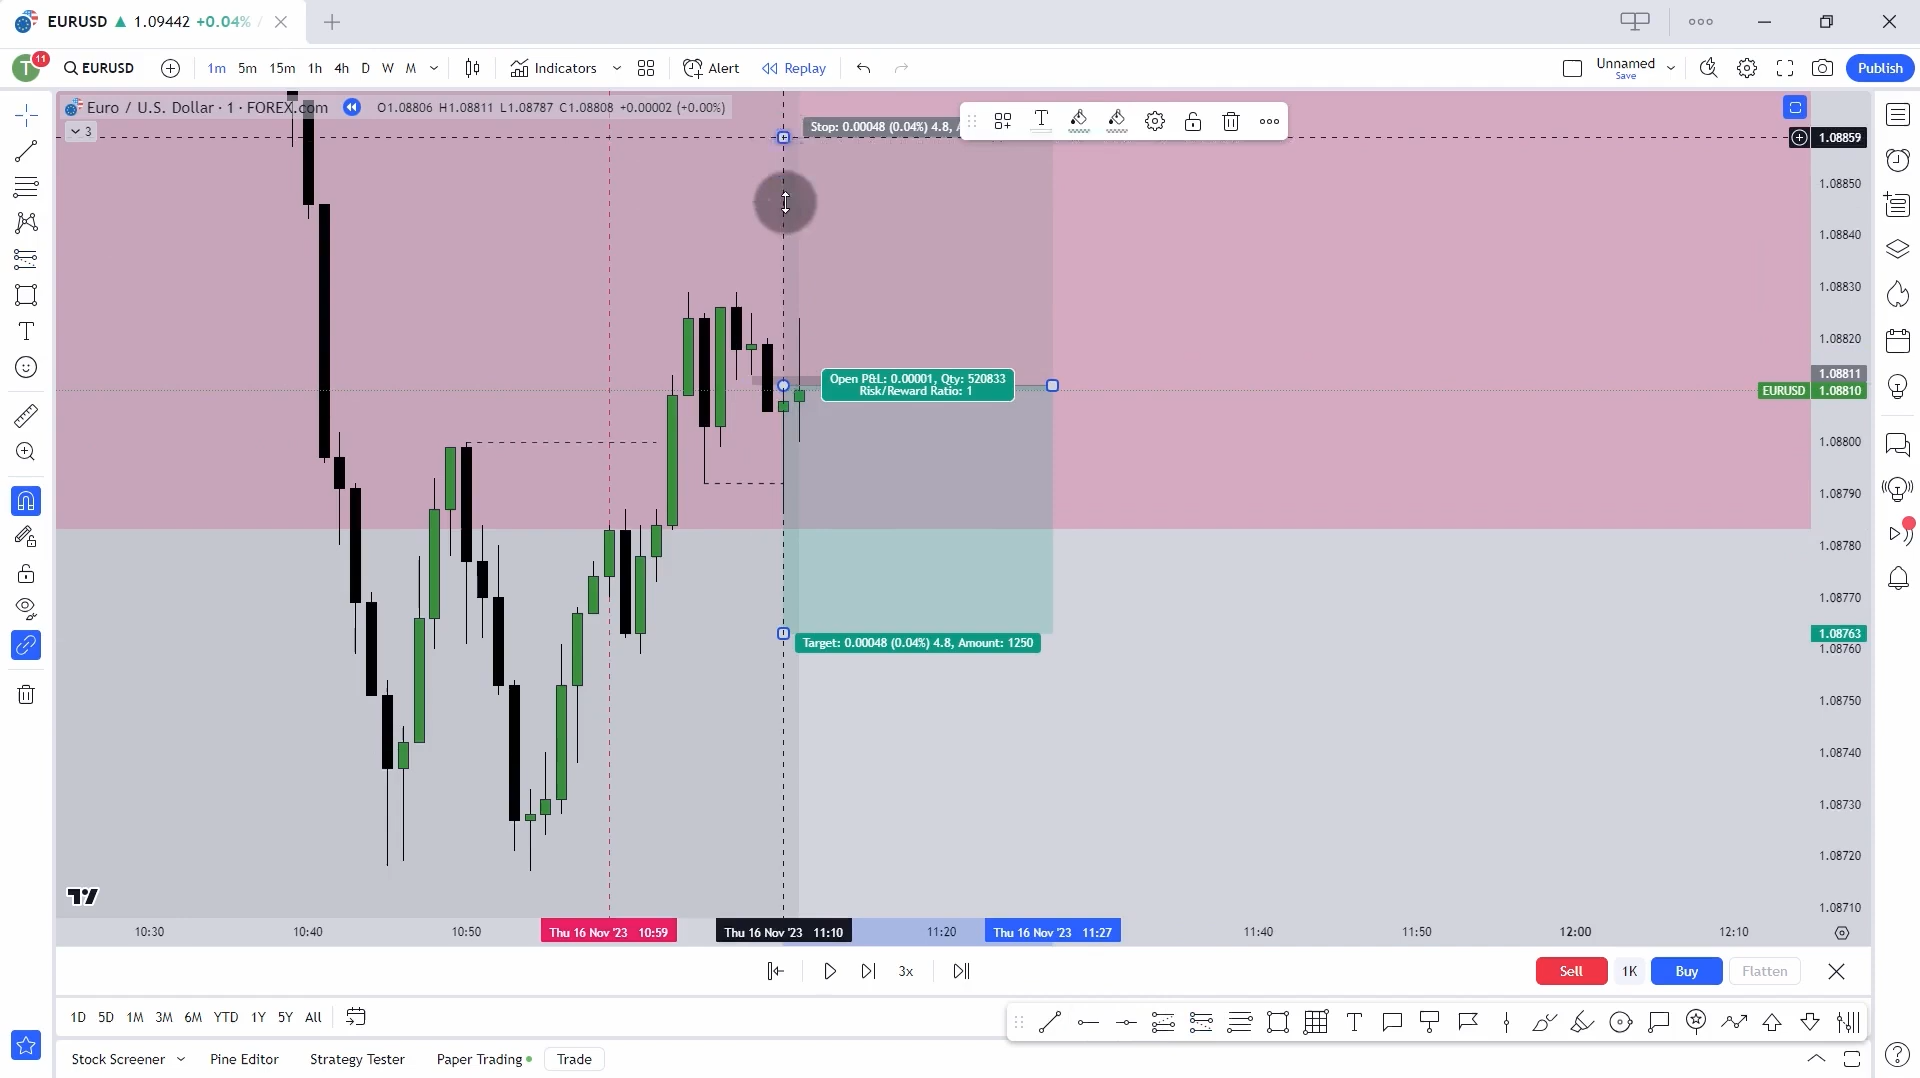 EURUSD ▲ 1.09442 +0.04% /
T 11 EURUSD 1m 5m 15m 1h 4h D W M Indicators Alert Replay Unnamed Save Publish
Euro / U.S. Dollar · 1 · FOREX.com O1.08806 H1.08811 L1.08787 C1.08808 +0.00002 (+0.00%)
3
Stop: 0.00048 (0.04%) 4.8,
T
1.08859
1.08850
1.08840
1.08830
1.08820
1.08811
Open P&L: 0.00001, Qty: 520833
Risk/Reward Ratio: 1
EURUSD 1.08810
1.08800
1.08790
1.08780
1.08770
1.08763
Target: 0.00048 (0.04%) 4.8, Amount: 1250
1.08760
1.08750
1.08740
1.08730
1.08720
1.08710
10:30 10:40 10:50 Thu 16 Nov '23 10:59 Thu 16 Nov '23 11:10 11:20 Thu 16 Nov '23 11:27 11:40 11:50 12:00 12:10
3x Sell 1K Buy Flatten
1D 5D 1M 3M 6M YTD 1Y 5Y All
Stock Screener Pine Editor Strategy Tester Paper Trading Trade